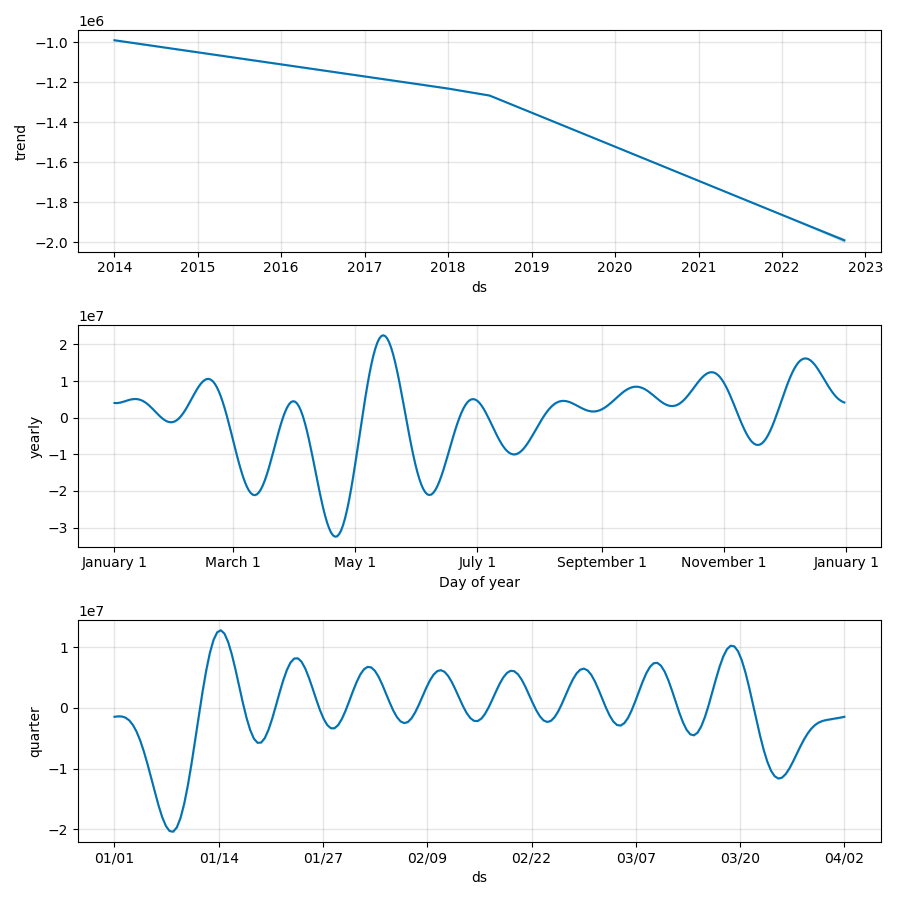 1e6
−1.0
−1.2
−1.4
−1.6
−1.8
−2.0
trend
2014 2015 2016 2017 2018 2019 2020 2021 2022 2023
ds
1e7
2
1
0
−1
−2
−3
yearly
January 1 March 1 May 1 July 1 September 1 November 1 January 1
Day of year
1e7
1
0
−1
−2
quarter
01/01 01/14 01/27 02/09 02/22 03/07 03/20 04/02
ds